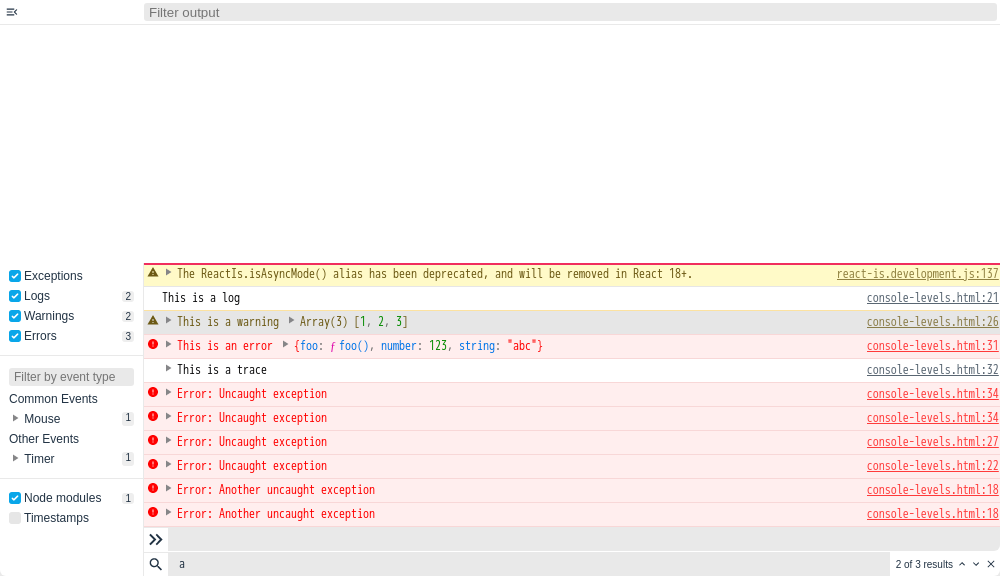 Filter output
Exceptions
Logs 2
Warnings 2
Errors 3
Filter by event type
Common Events
Mouse 1
Other Events
Timer 1
Node modules 1
Timestamps
The ReactIs.isAsyncMode() alias has been deprecated, and will be removed in React 18+. react-is.development.js:137
This is a log console-levels.html:21
This is a warning Array(3) [1, 2, 3] console-levels.html:26
This is an error {foo: ƒ foo(), number: 123, string: "abc"} console-levels.html:31
This is a trace console-levels.html:32
Error: Uncaught exception console-levels.html:34
Error: Uncaught exception console-levels.html:34
Error: Uncaught exception console-levels.html:27
Error: Uncaught exception console-levels.html:22
Error: Another uncaught exception console-levels.html:18
Error: Another uncaught exception console-levels.html:18
a 2 of 3 results